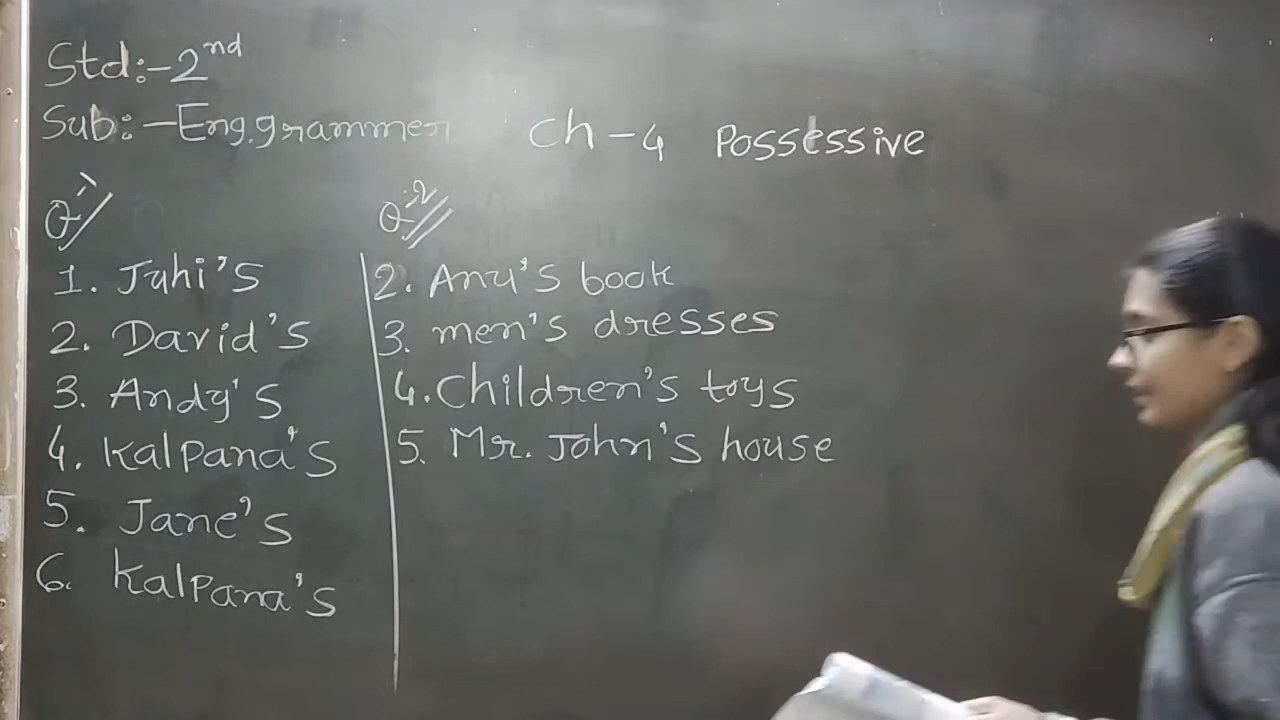 Std:-2nd
Sub:-Eng.grammer
Ch-4 Possessive
Q-1
1. Juhi's
2. David's
3. Andy's
4. Kalpana's
5. Jane's
6. Kalpana's
Q-2
2. Anu's book
3. men's dresses
4. Children's toys
5. Mr. John's house